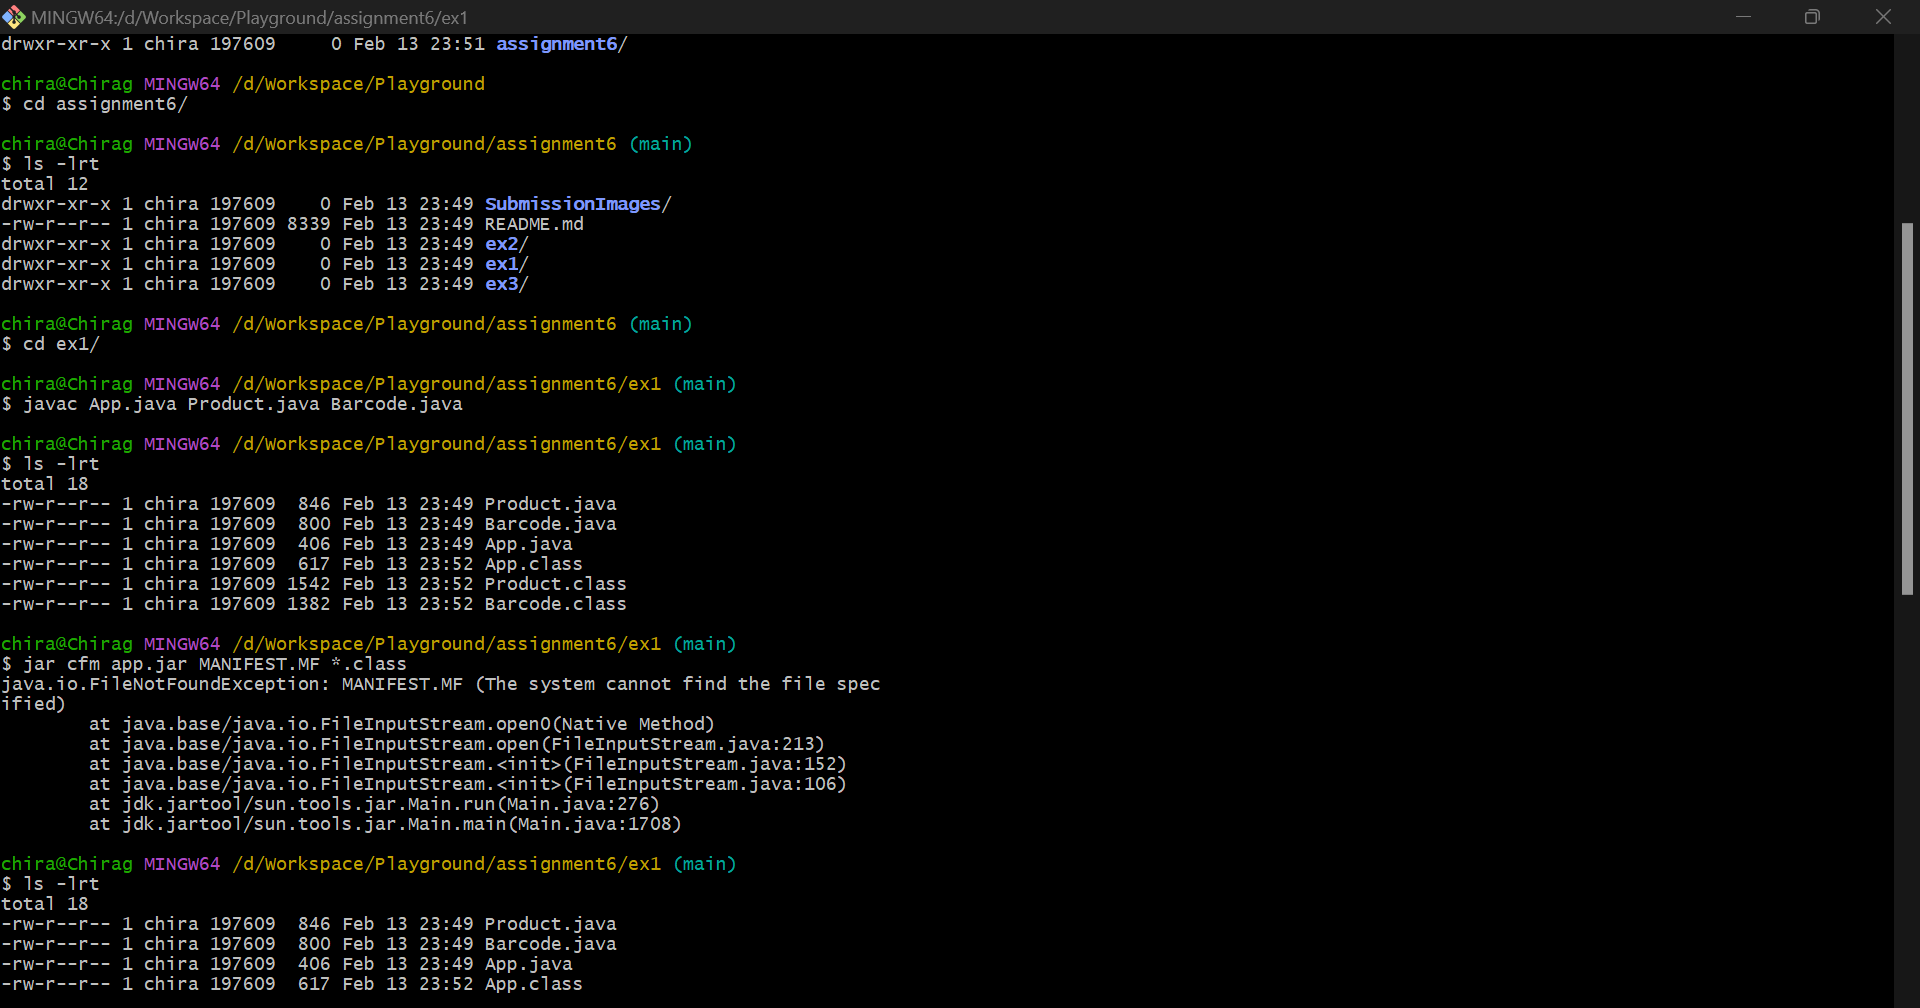 MINGW64:/d/Workspace/Playground/assignment6/ex1
drwxr-xr-x 1 chira 197609     0 Feb 13 23:51 assignment6/
chira@Chirag MINGW64 /d/Workspace/Playground
$ cd assignment6/
chira@Chirag MINGW64 /d/Workspace/Playground/assignment6 (main)
$ ls -lrt
total 12
drwxr-xr-x 1 chira 197609    0 Feb 13 23:49 SubmissionImages/
-rw-r--r-- 1 chira 197609 8339 Feb 13 23:49 README.md
drwxr-xr-x 1 chira 197609    0 Feb 13 23:49 ex2/
drwxr-xr-x 1 chira 197609    0 Feb 13 23:49 ex1/
drwxr-xr-x 1 chira 197609    0 Feb 13 23:49 ex3/
chira@Chirag MINGW64 /d/Workspace/Playground/assignment6 (main)
$ cd ex1/
chira@Chirag MINGW64 /d/Workspace/Playground/assignment6/ex1 (main)
$ javac App.java Product.java Barcode.java
chira@Chirag MINGW64 /d/Workspace/Playground/assignment6/ex1 (main)
$ ls -lrt
total 18
-rw-r--r-- 1 chira 197609  846 Feb 13 23:49 Product.java
-rw-r--r-- 1 chira 197609  800 Feb 13 23:49 Barcode.java
-rw-r--r-- 1 chira 197609  406 Feb 13 23:49 App.java
-rw-r--r-- 1 chira 197609  617 Feb 13 23:52 App.class
-rw-r--r-- 1 chira 197609 1542 Feb 13 23:52 Product.class
-rw-r--r-- 1 chira 197609 1382 Feb 13 23:52 Barcode.class
chira@Chirag MINGW64 /d/Workspace/Playground/assignment6/ex1 (main)
$ jar cfm app.jar MANIFEST.MF *.class
java.io.FileNotFoundException: MANIFEST.MF (The system cannot find the file spec
ified)
        at java.base/java.io.FileInputStream.open0(Native Method)
        at java.base/java.io.FileInputStream.open(FileInputStream.java:213)
        at java.base/java.io.FileInputStream.<init>(FileInputStream.java:152)
        at java.base/java.io.FileInputStream.<init>(FileInputStream.java:106)
        at jdk.jartool/sun.tools.jar.Main.run(Main.java:276)
        at jdk.jartool/sun.tools.jar.Main.main(Main.java:1708)
chira@Chirag MINGW64 /d/Workspace/Playground/assignment6/ex1 (main)
$ ls -lrt
total 18
-rw-r--r-- 1 chira 197609  846 Feb 13 23:49 Product.java
-rw-r--r-- 1 chira 197609  800 Feb 13 23:49 Barcode.java
-rw-r--r-- 1 chira 197609  406 Feb 13 23:49 App.java
-rw-r--r-- 1 chira 197609  617 Feb 13 23:52 App.class